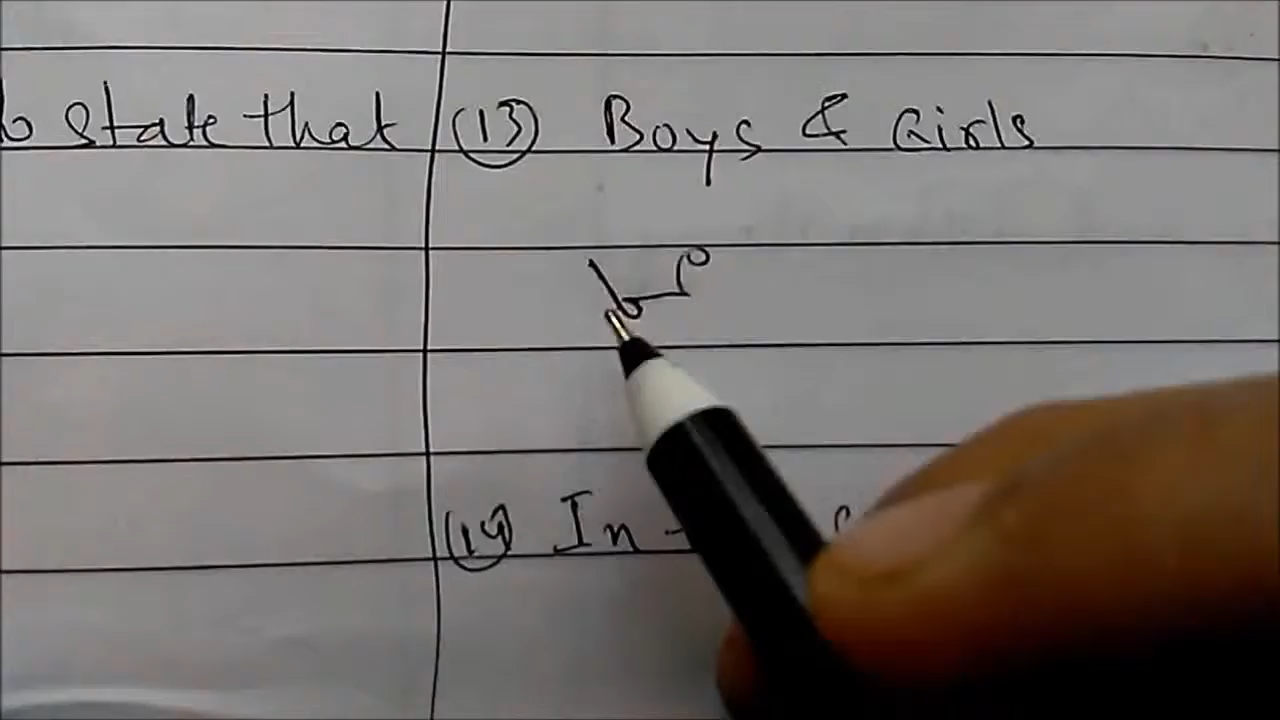 state that
(13) Boys & Girls
(14) In